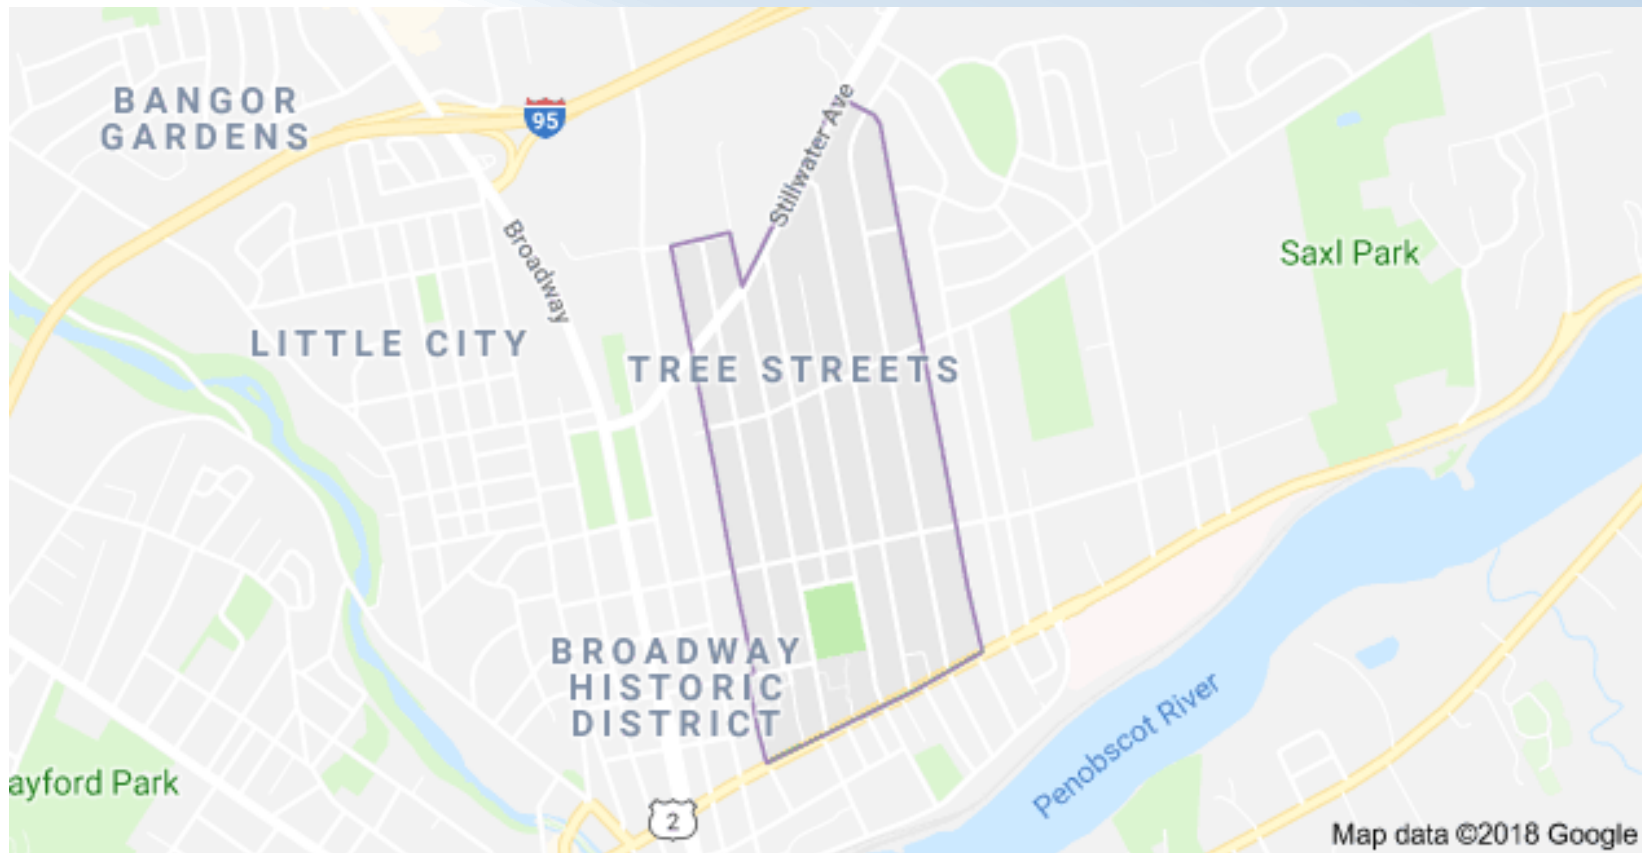 BANGOR
GARDENS
95
Stillwater Ave
Broadway
Saxl Park
LITTLE CITY
TREE STREETS
BROADWAY
HISTORIC
DISTRICT
Penobscot River
ayford Park
2
Map data ©2018 Google